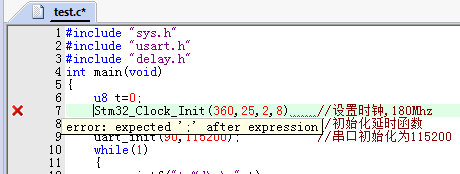 test.c*
1 #include "sys.h"
2 #include "usart.h"
3 #include "delay.h"
4 int main(void)
5 {
6 u8 t=0;
7 Stm32_Clock_Init(360,25,2,8) //设置时钟,180Mhz
error: expected ';' after expression /初始化延时函数
9 uart_init(90,115200); //串口初始化为115200
10 while(1)
11 {